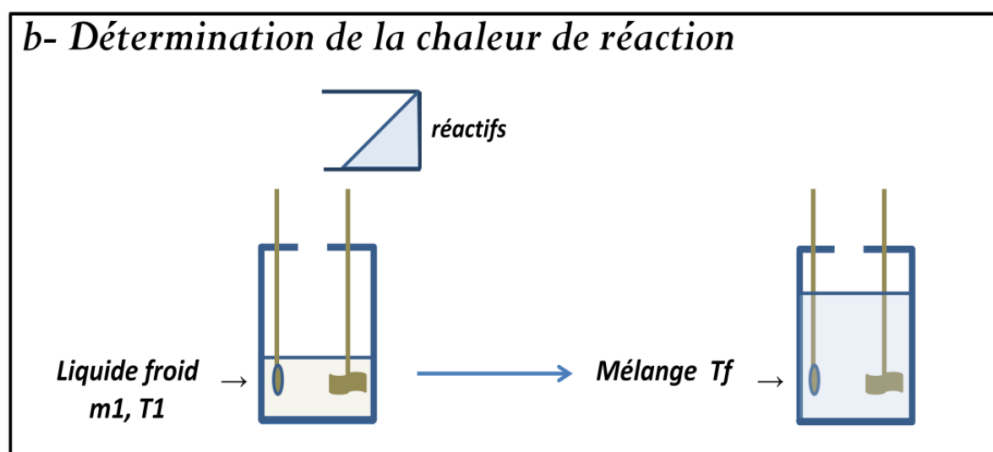 b- Détermination de la chaleur de réaction
réactifs
Liquide froid →
m1, T1
Mélange Tf →